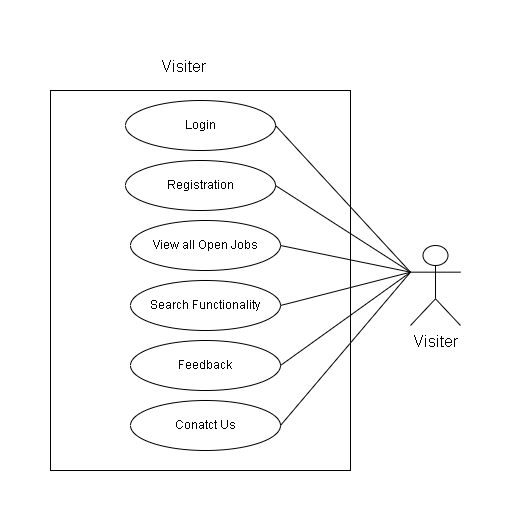 Visiter
Login
Registration
View all Open Jobs
Search Functionality
Feedback
Conatct Us
Visiter